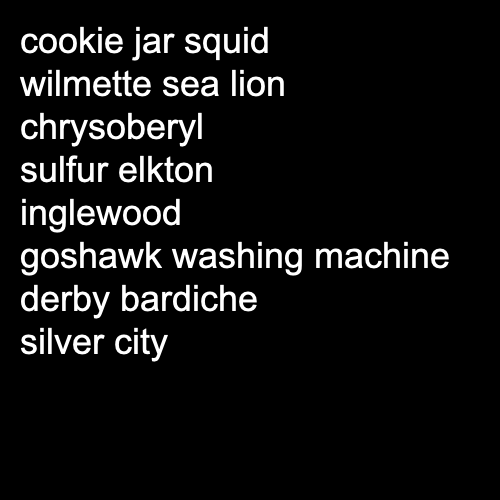 cookie jar squid
wilmette sea lion
chrysoberyl
sulfur elkton
inglewood
goshawk washing machine
derby bardiche
silver city